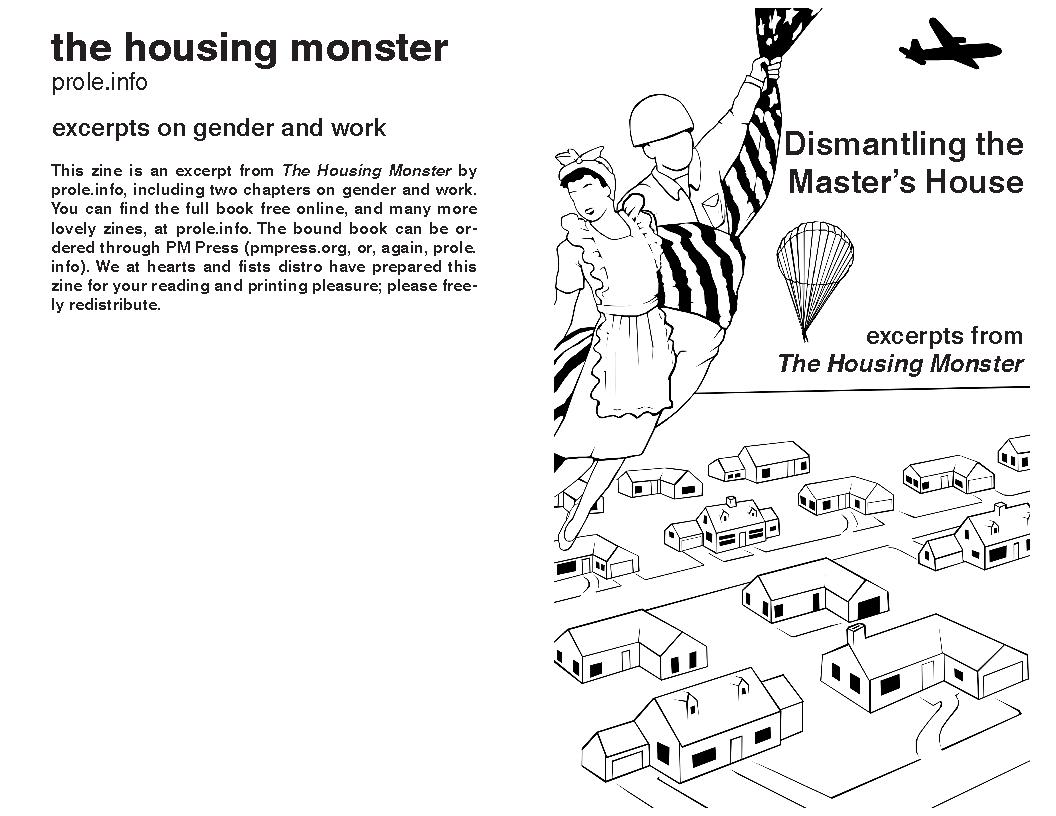 the housing monster
prole.info
excerpts on gender and work
This zine is an excerpt from The Housing Monster by
prole.info, including two chapters on gender and work.
You can find the full book free online, and many more
lovely zines, at prole.info. The bound book can be or-
dered through PM Press (pmpress.org, or, again, prole.
info). We at hearts and fists distro have prepared this
zine for your reading and printing pleasure; please free-
ly redistribute.
Dismantling the
Master's House
excerpts from
The Housing Monster